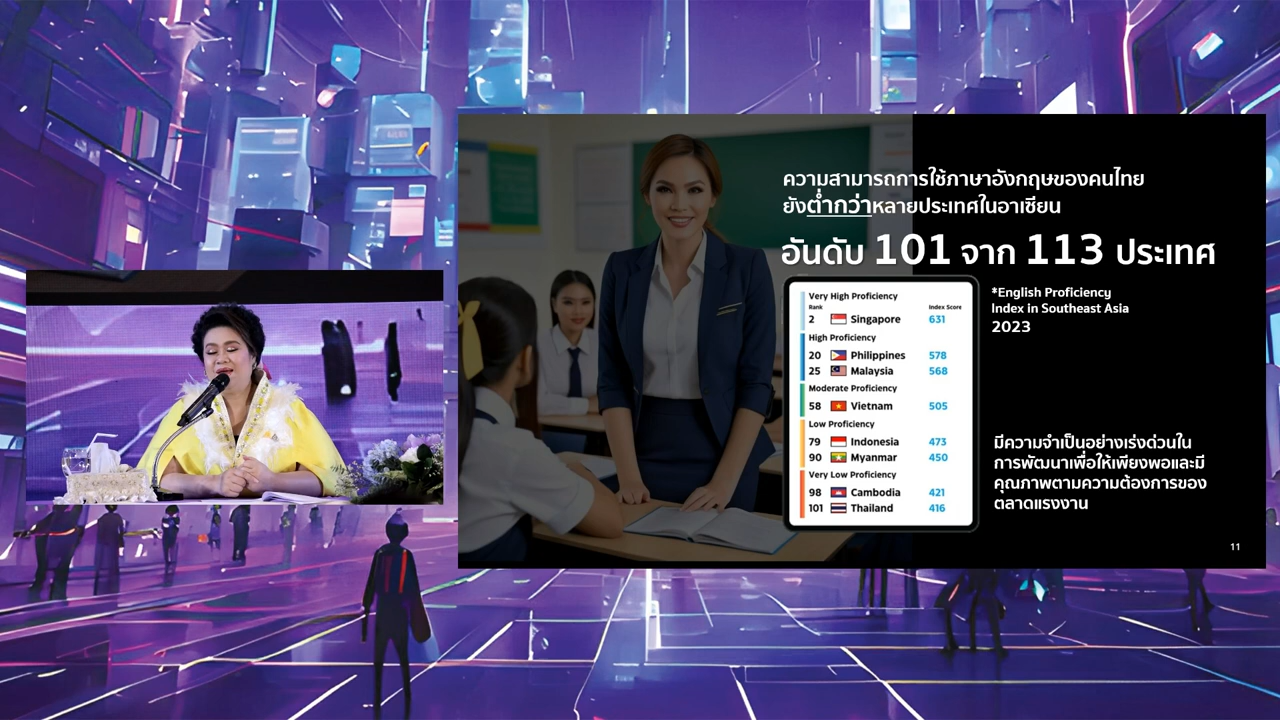 ความสามารถการใช้ภาษาอังกฤษของคนไทย
ยังต่ำกว่าหลายประเทศในอาเซียน
อันดับ 101 จาก 113 ประเทศ
*English Proficiency
Index in Southeast Asia
2023
Very High Proficiency
Rank Index Score
2 Singapore 631
High Proficiency
20 Philippines 578
25 Malaysia 568
Moderate Proficiency
58 Vietnam 505
Low Proficiency
79 Indonesia 473
90 Myanmar 450
Very Low Proficiency
98 Cambodia 421
101 Thailand 416
มีความจำเป็นอย่างเร่งด่วนใน
การพัฒนาเพื่อให้เพียงพอและมี
คุณภาพตามความต้องการของ
ตลาดแรงงาน
11